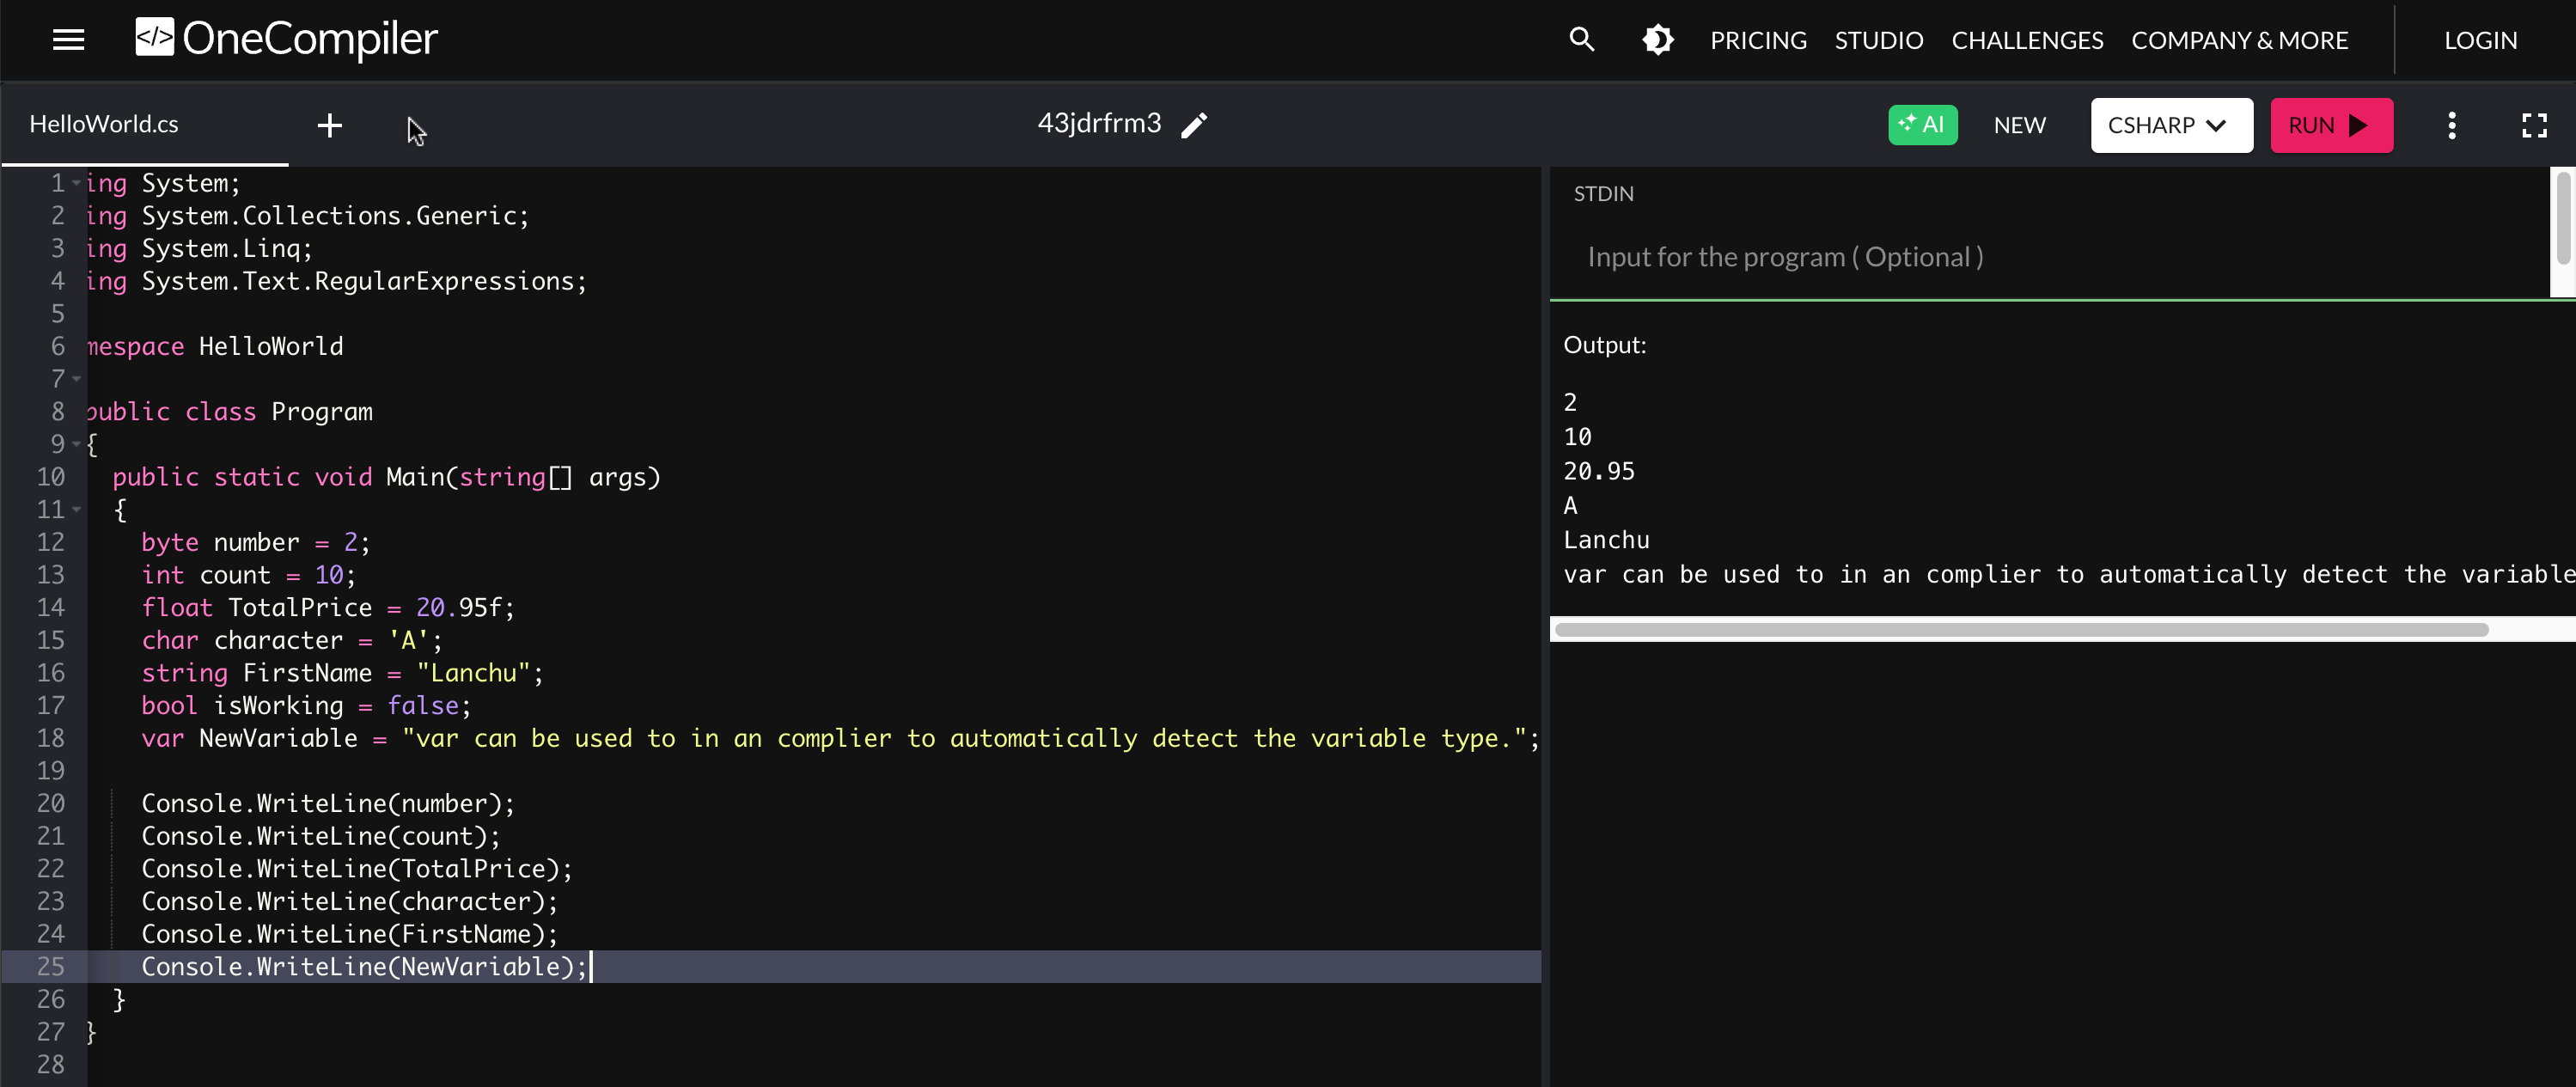 </> OneCompiler
PRICING STUDIO CHALLENGES COMPANY & MORE LOGIN
HelloWorld.cs + 43jdrfrm3 AI NEW CSHARP RUN
1 ing System;
2 ing System.Collections.Generic;
3 ing System.Linq;
4 ing System.Text.RegularExpressions;
5
6 mespace HelloWorld
7
8 public class Program
9 {
10 public static void Main(string[] args)
11 {
12 byte number = 2;
13 int count = 10;
14 float TotalPrice = 20.95f;
15 char character = 'A';
16 string FirstName = "Lanchu";
17 bool isWorking = false;
18 var NewVariable = "var can be used to in an complier to automatically detect the variable type.";
19
20 Console.WriteLine(number);
21 Console.WriteLine(count);
22 Console.WriteLine(TotalPrice);
23 Console.WriteLine(character);
24 Console.WriteLine(FirstName);
25 Console.WriteLine(NewVariable);
26 }
27 }
28
STDIN
Input for the program ( Optional )
Output:
2
10
20.95
A
Lanchu
var can be used to in an complier to automatically detect the variable